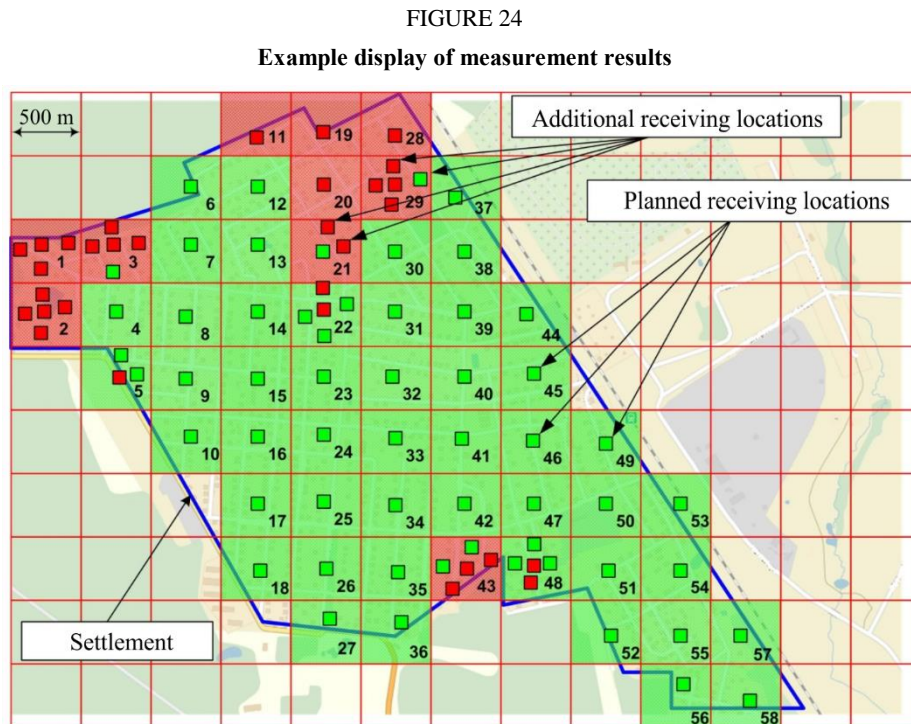 FIGURE 24
Example display of measurement results
500 m
Additional receiving locations
Planned receiving locations
Settlement
11 19 28
6 12 20 29 37
1 3 7 13 21 30 38
2 4 8 14 22 31 39 44
5 9 15 23 32 40 45
10 16 24 33 41 46 49
17 25 34 42 47 50 53
18 26 35 43 48 51 54
27 36 52 55 57
56 58